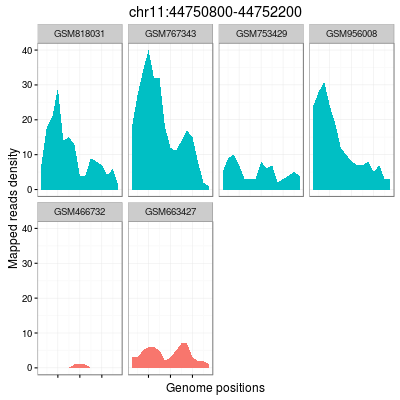 chr11:44750800-44752200
GSM818031 GSM767343 GSM753429 GSM956008
40
30
20
10
0
GSM466732 GSM663427
40
30
20
10
0
Mapped reads density
Genome positions